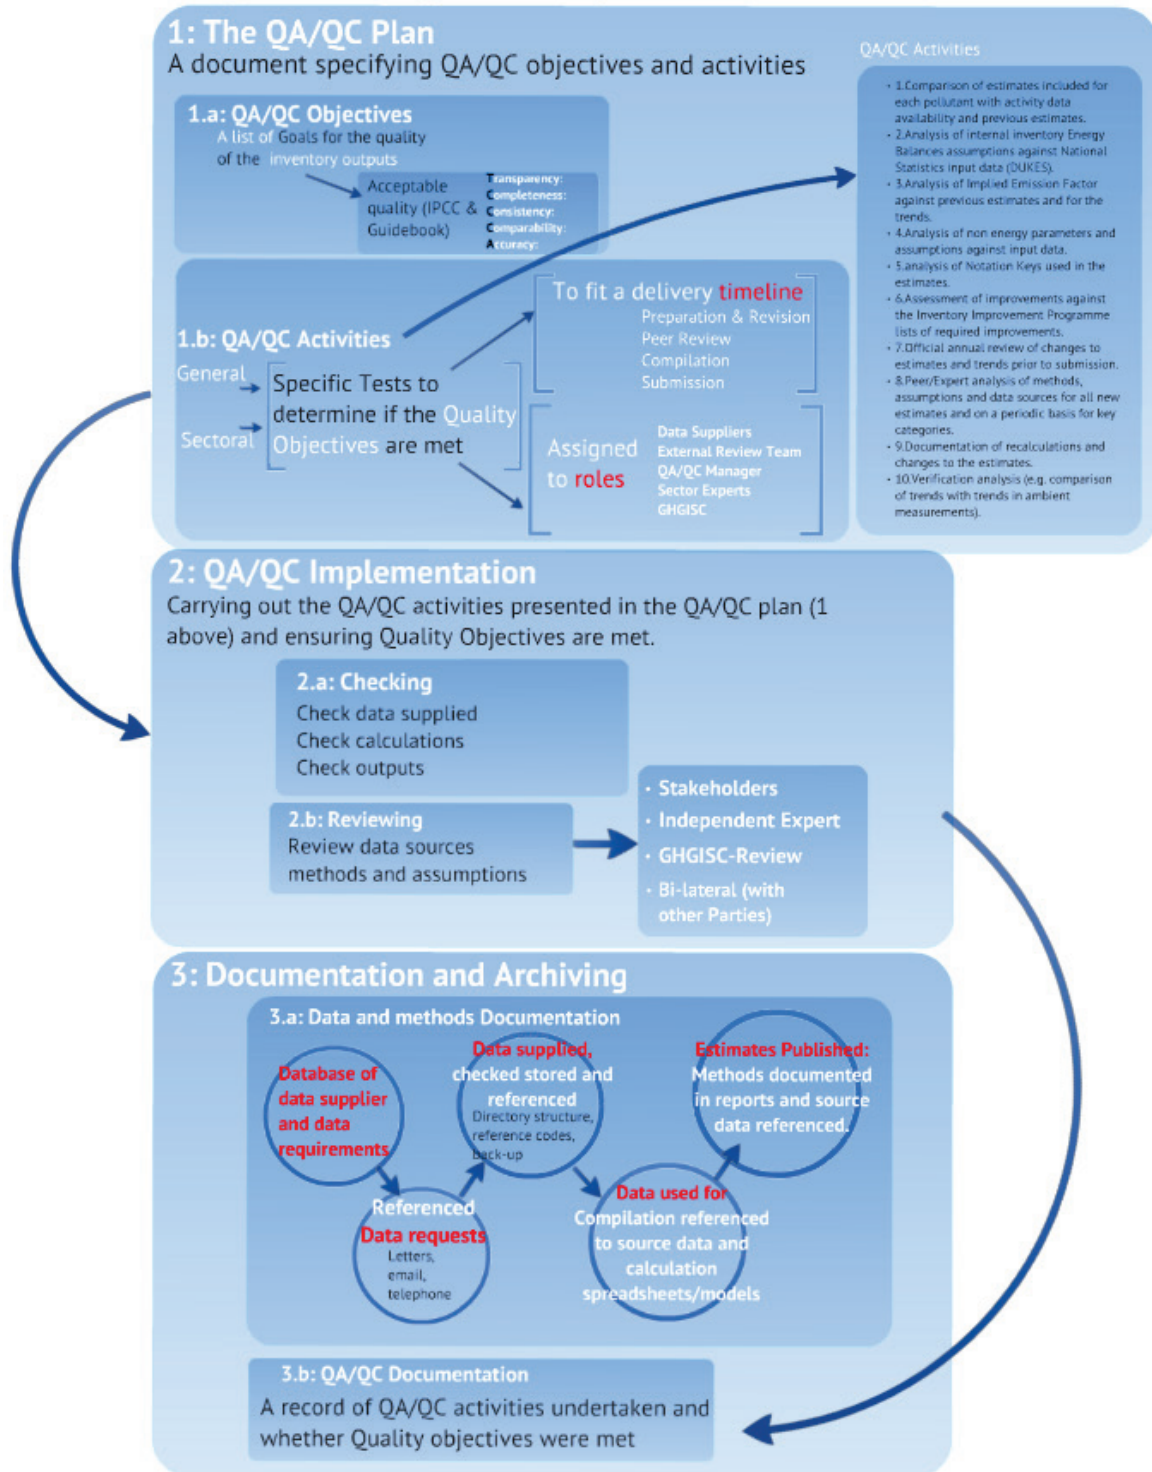 1: The QA/QC Plan
A document specifying QA/QC objectives and activities
1.a: QA/QC Objectives
A list of Goals for the quality
of the inventory outputs
Acceptable
quality (IPCC &
Guidebook)
Transparency:
Completeness:
Consistency:
Comparability:
Accuracy:
1.b: QA/QC Activities
General
Sectoral
Specific Tests to
determine if the Quality
Objectives are met
To fit a delivery timeline
Preparation & Revision
Peer Review
Compilation
Submission
Assigned
to roles
Data Suppliers
External Review Team
QA/QC Manager
Sector Experts
GHGISC
QA/QC Activities
• 1.Comparison of estimates included for
each pollutant with activity data
availability and previous estimates.
• 2.Analysis of internal inventory Energy
Balances assumptions against National
Statistics input data (DUKES).
• 3.Analysis of Implied Emission Factor
against previous estimates and for the
trends.
• 4.Analysis of non energy parameters and
assumptions against input data.
• 5.analysis of Notation Keys used in the
estimates.
• 6.Assessment of improvements against
the Inventory Improvement Programme
lists of required improvements.
• 7.Official annual review of changes to
estimates and trends prior to submission.
• 8.Peer/Expert analysis of methods,
assumptions and data sources for all new
estimates and on a periodic basis for key
categories.
• 9.Documentation of recalculations and
changes to the estimates.
• 10.Verification analysis (e.g. comparison
of trends with trends in ambient
measurements).
2: QA/QC Implementation
Carrying out the QA/QC activities presented in the QA/QC plan (1
above) and ensuring Quality Objectives are met.
2.a: Checking
Check data supplied
Check calculations
Check outputs
2.b: Reviewing
Review data sources
methods and assumptions
• Stakeholders
• Independent Expert
• GHGISC-Review
• Bi-lateral (with
other Parties)
3: Documentation and Archiving
3.a: Data and methods Documentation
Database of
data supplier
and data
requirements
Referenced
Data requests
Letters,
email,
telephone
Data supplied,
checked stored and
referenced
Directory structure,
reference codes,
back-up
Data used for
Compilation referenced
to source data and
calculation
spreadsheets/models
Estimates Published:
Methods documented
in reports and source
data referenced.
3.b: QA/QC Documentation
A record of QA/QC activities undertaken and
whether Quality objectives were met